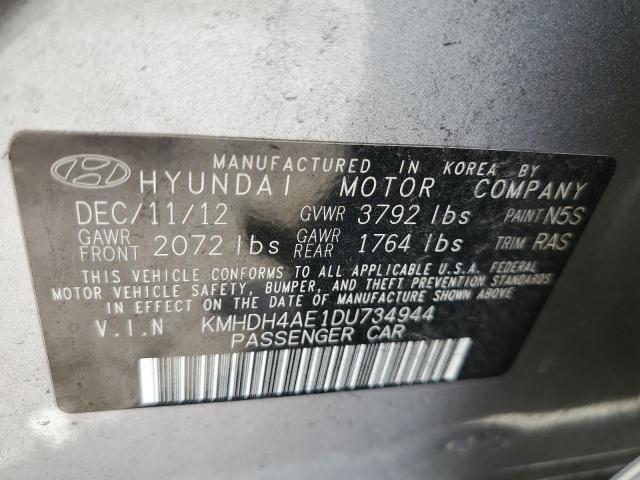 MANUFACTURED IN KOREA BY
HYUNDAI MOTOR COMPANY
DEC/11/12 GVWR 3792 lbs PAINT N5S
GAWR FRONT 2072 lbs GAWR REAR 1764 lbs TRIM RAS
THIS VEHICLE CONFORMS TO ALL APPLICABLE U.S.A. FEDERAL
MOTOR VEHICLE SAFETY, BUMPER, AND THEFT PREVENTION STANDARDS
IN EFFECT ON THE DATE OF MANUFACTURE SHOWN ABOVE.
V.I.N KMHDH4AE1DU734944
PASSENGER CAR